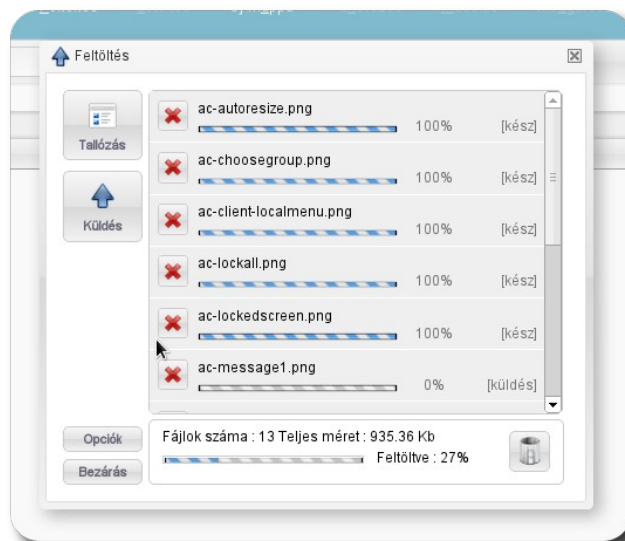 Feltöltés
Tallózás
Küldés
ac-autoresize.png
100% [kész]
ac-choosegroup.png
100% [kész]
ac-client-localmenu.png
100% [kész]
ac-lockall.png
100% [kész]
ac-lockedscreen.png
100% [kész]
ac-message1.png
0% [küldés]
Opciók
Bezárás
Fájlok száma : 13 Teljes méret : 935.36 Kb
Feltöltve : 27%